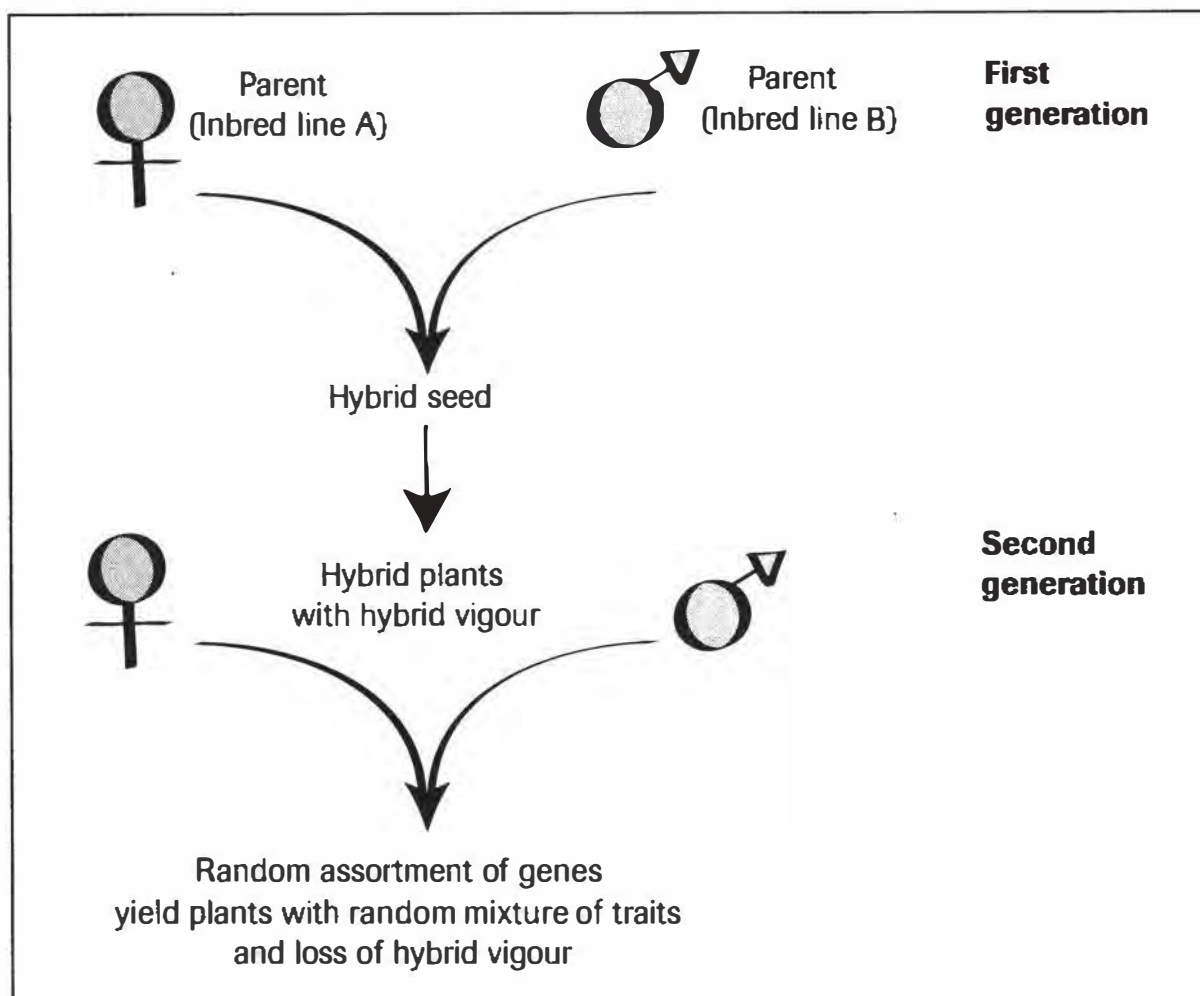 Parent
(Inbred line A)
Parent
(Inbred line B)
First
generation
Hybrid seed
Hybrid plants
with hybrid vigour
Second
generation
Random assortment of genes
yield plants with random mixture of traits
and loss of hybrid vigour